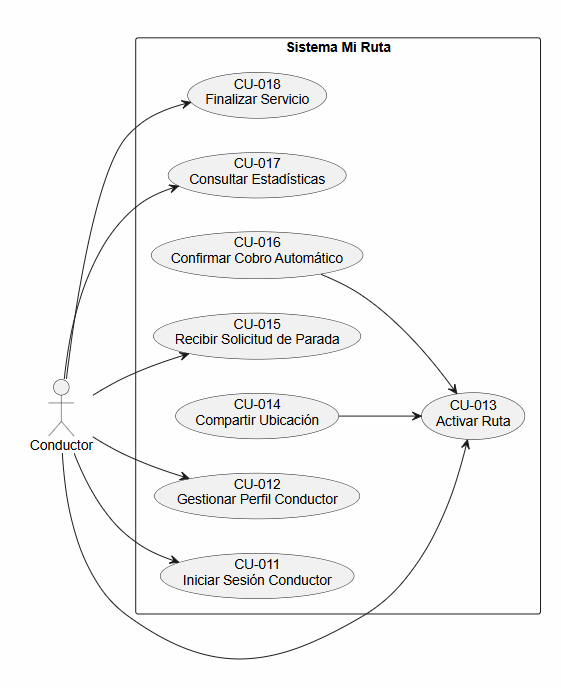 Sistema Mi Ruta
CU-018
Finalizar Servicio
CU-017
Consultar Estadísticas
CU-016
Confirmar Cobro Automático
CU-015
Recibir Solicitud de Parada
CU-014
Compartir Ubicación
CU-013
Activar Ruta
Conductor
CU-012
Gestionar Perfil Conductor
CU-011
Iniciar Sesión Conductor